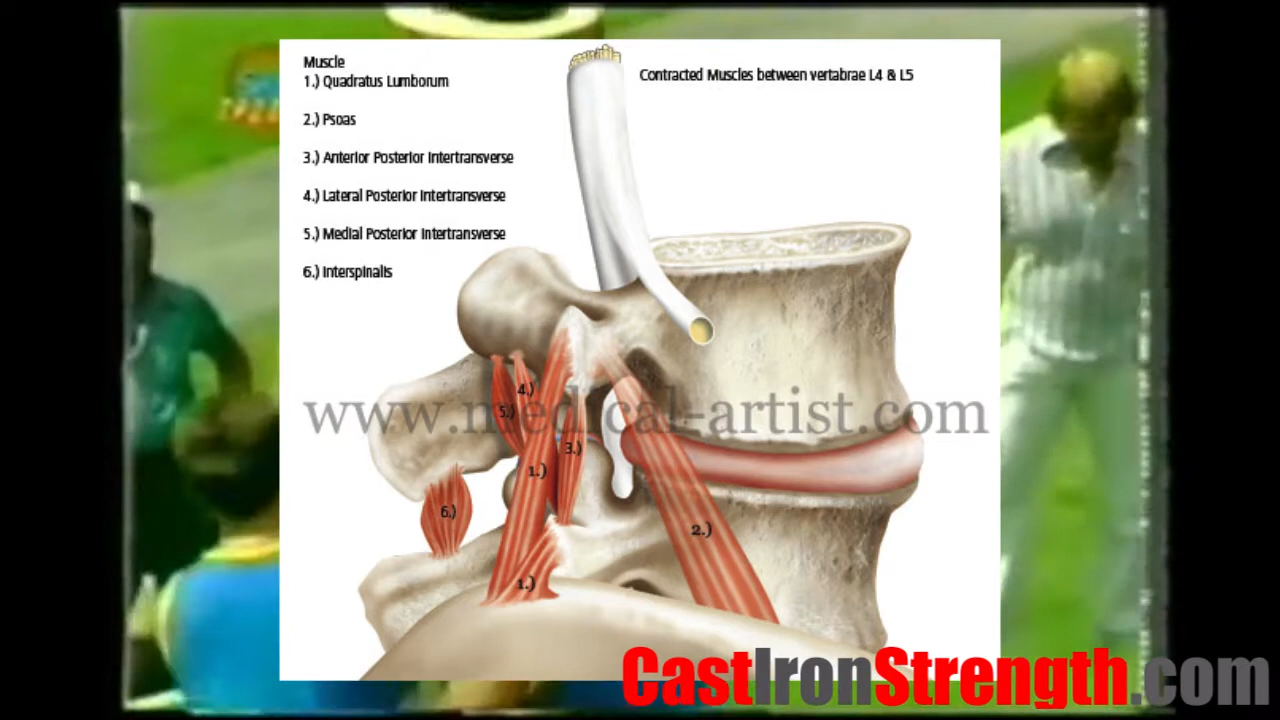 Muscle
1.) Quadratus Lumborum
2.) Psoas
3.) Anterior Posterior Intertransverse
4.) Lateral Posterior Intertransverse
5.) Medial Posterior Intertransverse
6.) Interspinalis
Contracted Muscles between vertabrae L4 & L5
4.)
5.)
www.medical-artist.com
3.)
1.)
6.)
2.)
1.)
CastIronStrength.com